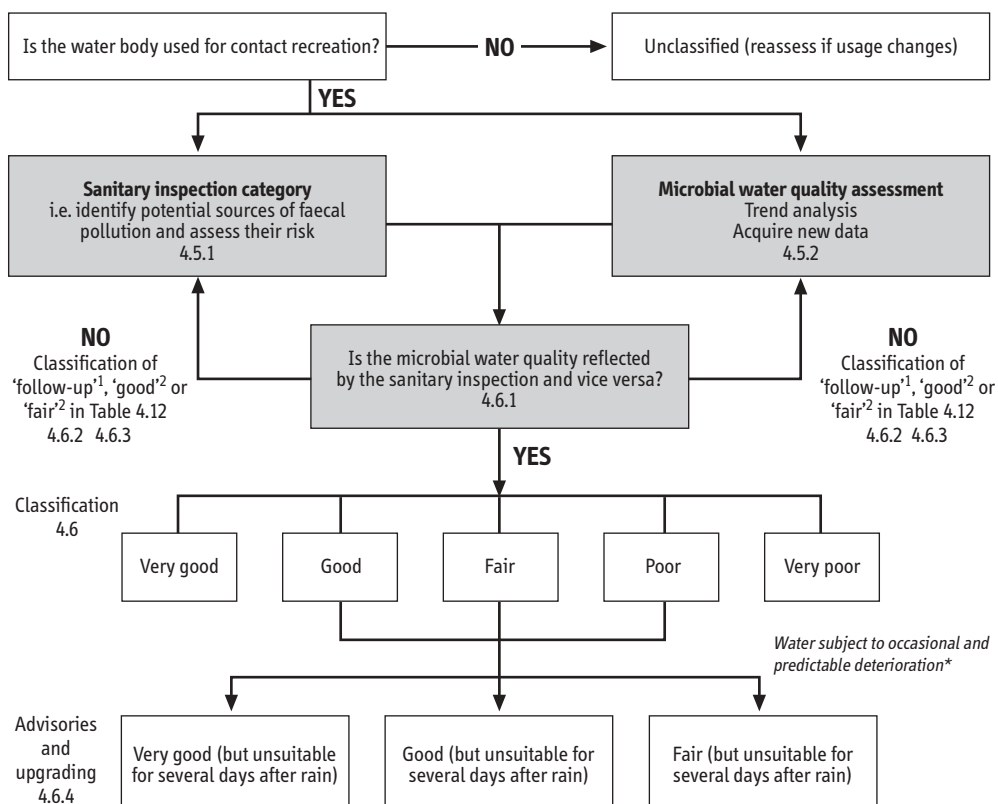 Is the water body used for contact recreation?
NO
Unclassified (reassess if usage changes)
YES
Sanitary inspection category
i.e. identify potential sources of faecal
pollution and assess their risk
4.5.1
Microbial water quality assessment
Trend analysis
Acquire new data
4.5.2
NO
Classification of
'follow-up'¹, 'good'² or
'fair'² in Table 4.12
4.6.2 4.6.3
Is the microbial water quality reflected
by the sanitary inspection and vice versa?
4.6.1
NO
Classification of
'follow-up'¹, 'good'² or
'fair'² in Table 4.12
4.6.2 4.6.3
YES
Classification
4.6
Very good
Good
Fair
Poor
Very poor
Water subject to occasional and
predictable deterioration*
Advisories
and
upgrading
4.6.4
Very good (but unsuitable
for several days after rain)
Good (but unsuitable for
several days after rain)
Fair (but unsuitable for
several days after rain)